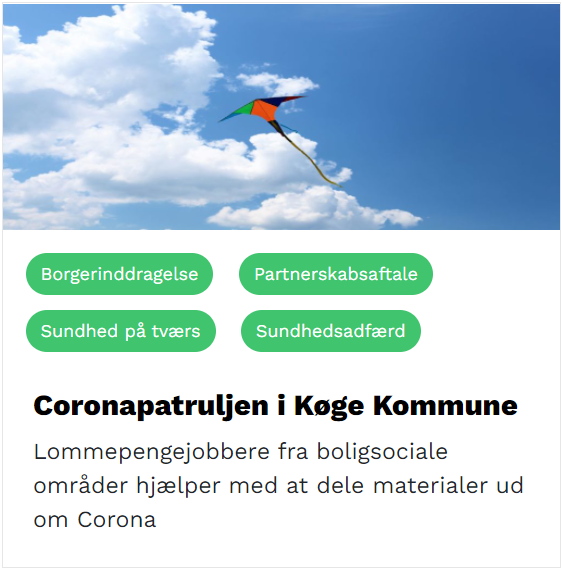 Borgerinddragelse
Partnerskabsaftale
Sundhed på tværs
Sundhedsadfærd
Coronapatruljen i Køge Kommune
Lommepengejobbere fra boligsociale
områder hjælper med at dele materialer ud
om Corona